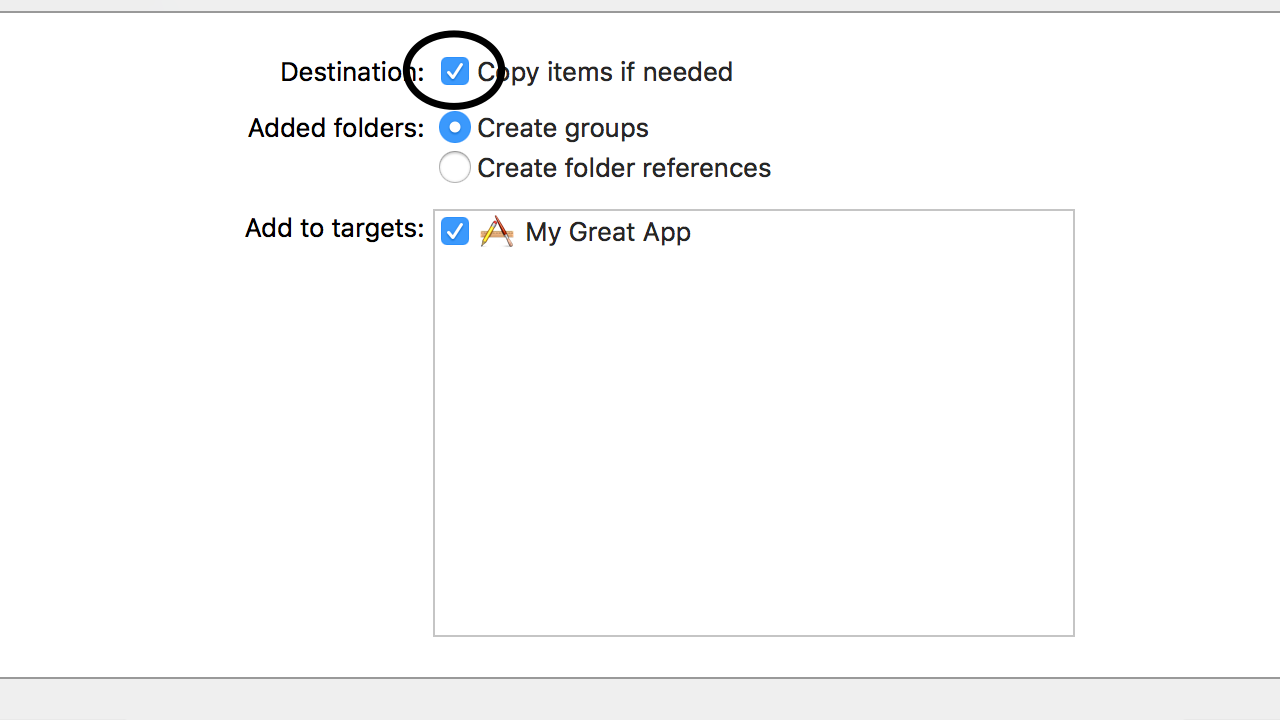 Destination: Copy items if needed
Added folders: Create groups
Create folder references
Add to targets: My Great App